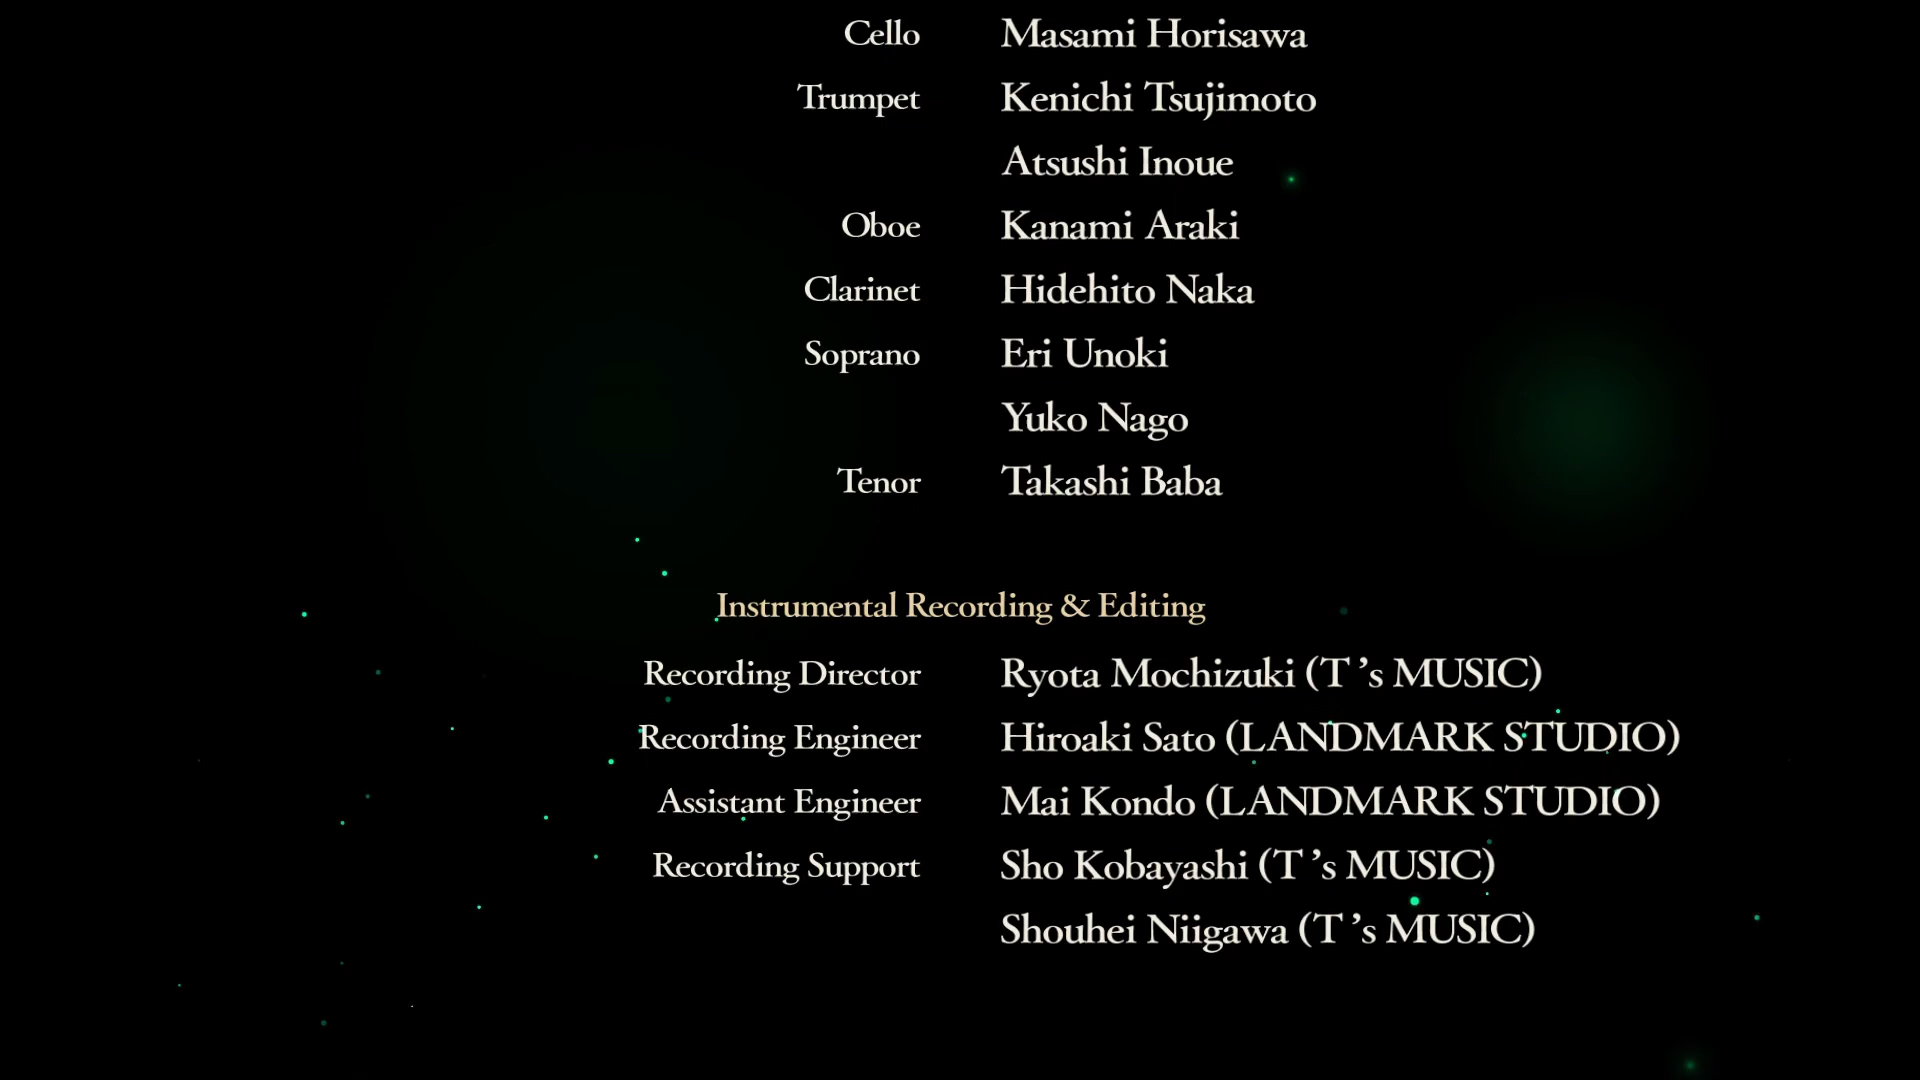 Cello Masami Horisawa
Trumpet Kenichi Tsujimoto
Atsushi Inoue
Oboe Kanami Araki
Clarinet Hidehito Naka
Soprano Eri Unoki
Yuko Nago
Tenor Takashi Baba
Instrumental Recording & Editing
Recording Director Ryota Mochizuki (T ’s MUSIC)
Recording Engineer Hiroaki Sato (LANDMARK STUDIO)
Assistant Engineer Mai Kondo (LANDMARK STUDIO)
Recording Support Sho Kobayashi (T ’s MUSIC)
Shouhei Niigawa (T ’s MUSIC)